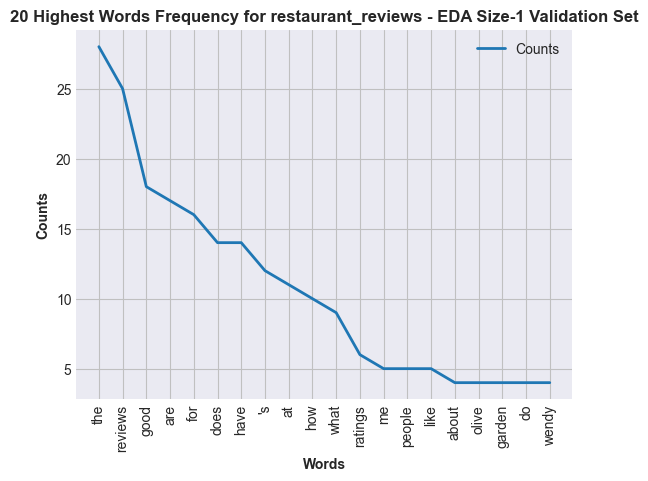 20 Highest Words Frequency for restaurant_reviews - EDA Size-1 Validation Set
Counts
25
20
15
10
5
Counts
the
reviews
good
are
for
does
have
's
at
how
what
ratings
me
people
like
about
olive
garden
do
wendy
Words